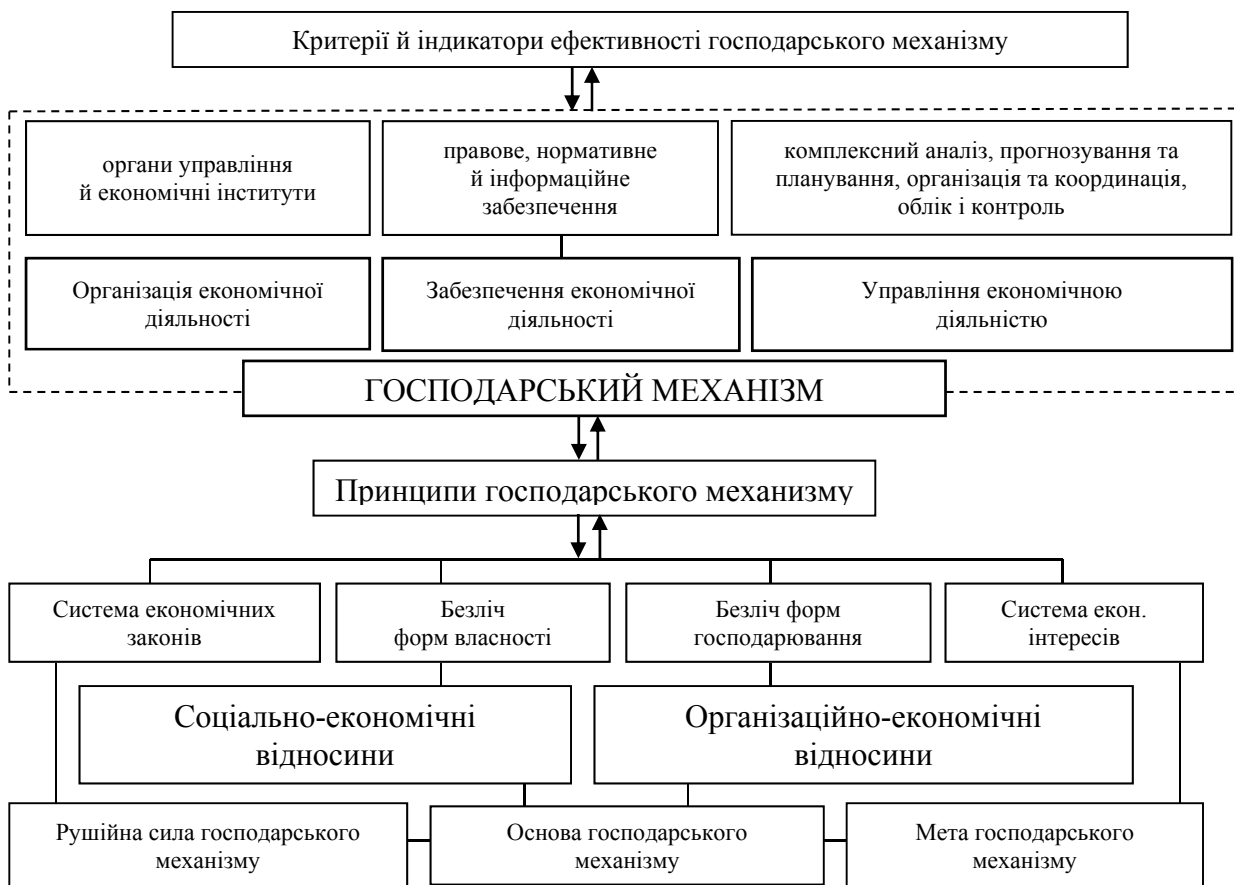 Критерії й індикатори ефективності господарського механізму
органи управління
й економічні інститути
правове, нормативне
й інформаційне
забезпечення
комплексний аналіз, прогнозування та
планування, організація та координація,
облік і контроль
Організація економічної
діяльності
Забезпечення економічної
діяльності
Управління економічною
діяльністю
ГОСПОДАРСЬКИЙ МЕХАНІЗМ
Принципи господарського механизму
Система економічних
законів
Безліч
форм власності
Безліч форм
господарювання
Система екон.
інтересів
Соціально-економічні
відносини
Організаційно-економічні
відносини
Рушійна сила господарського
механізму
Основа господарського
механізму
Мета господарського
механізму